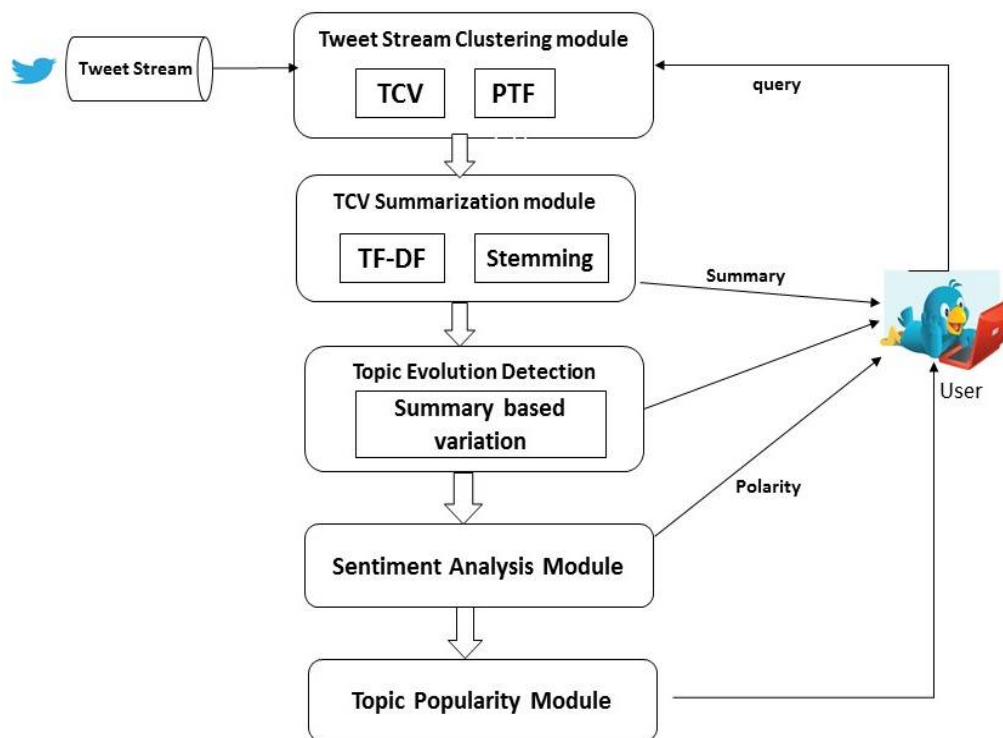 Tweet Stream
Tweet Stream Clustering module
TCV
PTF
query
TCV Summarization module
TF-DF
Stemming
Summary
Topic Evolution Detection
Summary based
variation
User
Polarity
Sentiment Analysis Module
Topic Popularity Module